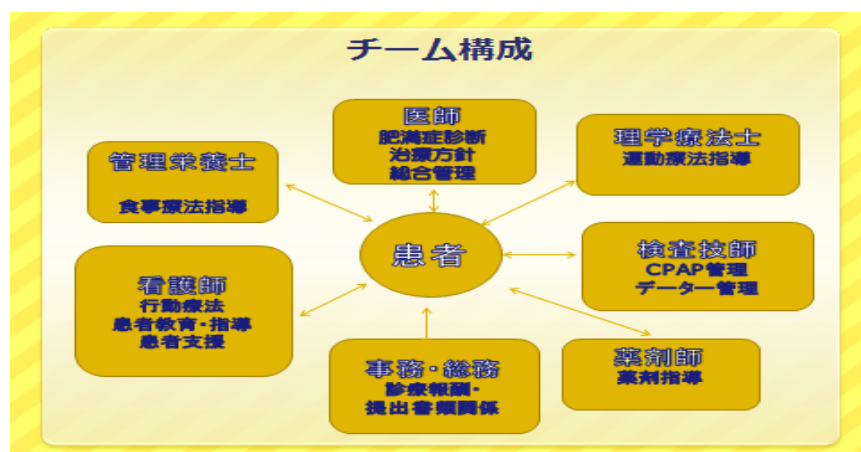 チーム構成
医師
肥満症診断
治療方針
総合管理
管理栄養士
食事療法指導
理学療法士
運動療法指導
患者
看護師
行動療法
患者教育・指導
患者支援
検査技師
CPAP管理
データー管理
事務・総務
診療報酬・
提出書類関係
薬剤師
薬剤指導